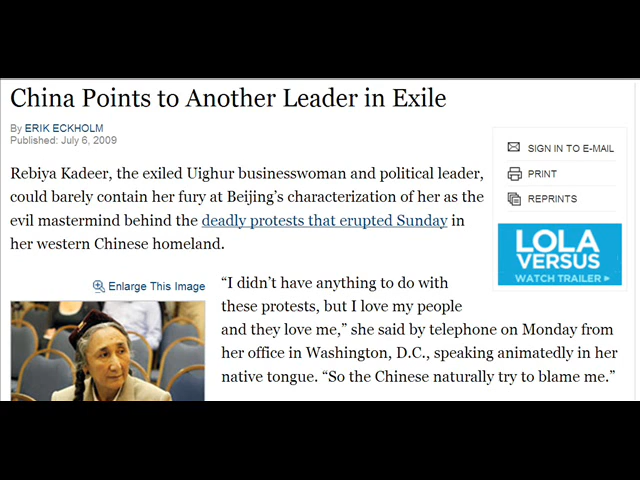 China Points to Another Leader in Exile
By ERIK ECKHOLM
Published: July 6, 2009
SIGN IN TO E-MAIL
PRINT
REPRINTS
Rebiya Kadeer, the exiled Uighur businesswoman and political leader,
could barely contain her fury at Beijing’s characterization of her as the
evil mastermind behind the deadly protests that erupted Sunday in
her western Chinese homeland.
LOLA
VERSUS
WATCH TRAILER
Enlarge This Image
“I didn’t have anything to do with
these protests, but I love my people
and they love me,” she said by telephone on Monday from
her office in Washington, D.C., speaking animatedly in her
native tongue. “So the Chinese naturally try to blame me.”